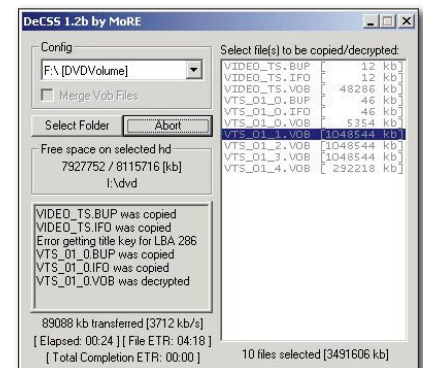 DeCSS 1.2b by MoRE
Config
F:\ [DVDVolume]
Merge Vob Files
Select Folder
Abort
Free space on selected hd
7927752 / 8115716 [kb]
I:\dvd
VIDEO_TS.BUP was copied
VIDEO_TS.IFO was copied
Error getting title key for LBA 286
VTS_01_0.BUP was copied
VTS_01_0.IFO was copied
VTS_01_0.VOB was decrypted
89088 kb transferred [3712 kb/s]
[ Elapsed: 00:24 ] [ File ETR: 04:18 ]
[ Total Completion ETR: 00:00 ]
Select file(s) to be copied/decrypted:
VIDEO_TS.BUP [ 12 kb]
VIDEO_TS.IFO [ 12 kb]
VIDEO_TS.VOB [ 48286 kb]
VTS_01_0.BUP [ 46 kb]
VTS_01_0.IFO [ 46 kb]
VTS_01_0.VOB [ 5354 kb]
VTS_01_1.VOB [1048544 kb]
VTS_01_2.VOB [1048544 kb]
VTS_01_3.VOB [1048544 kb]
VTS_01_4.VOB [ 292218 kb]
10 files selected [3491606 kb]